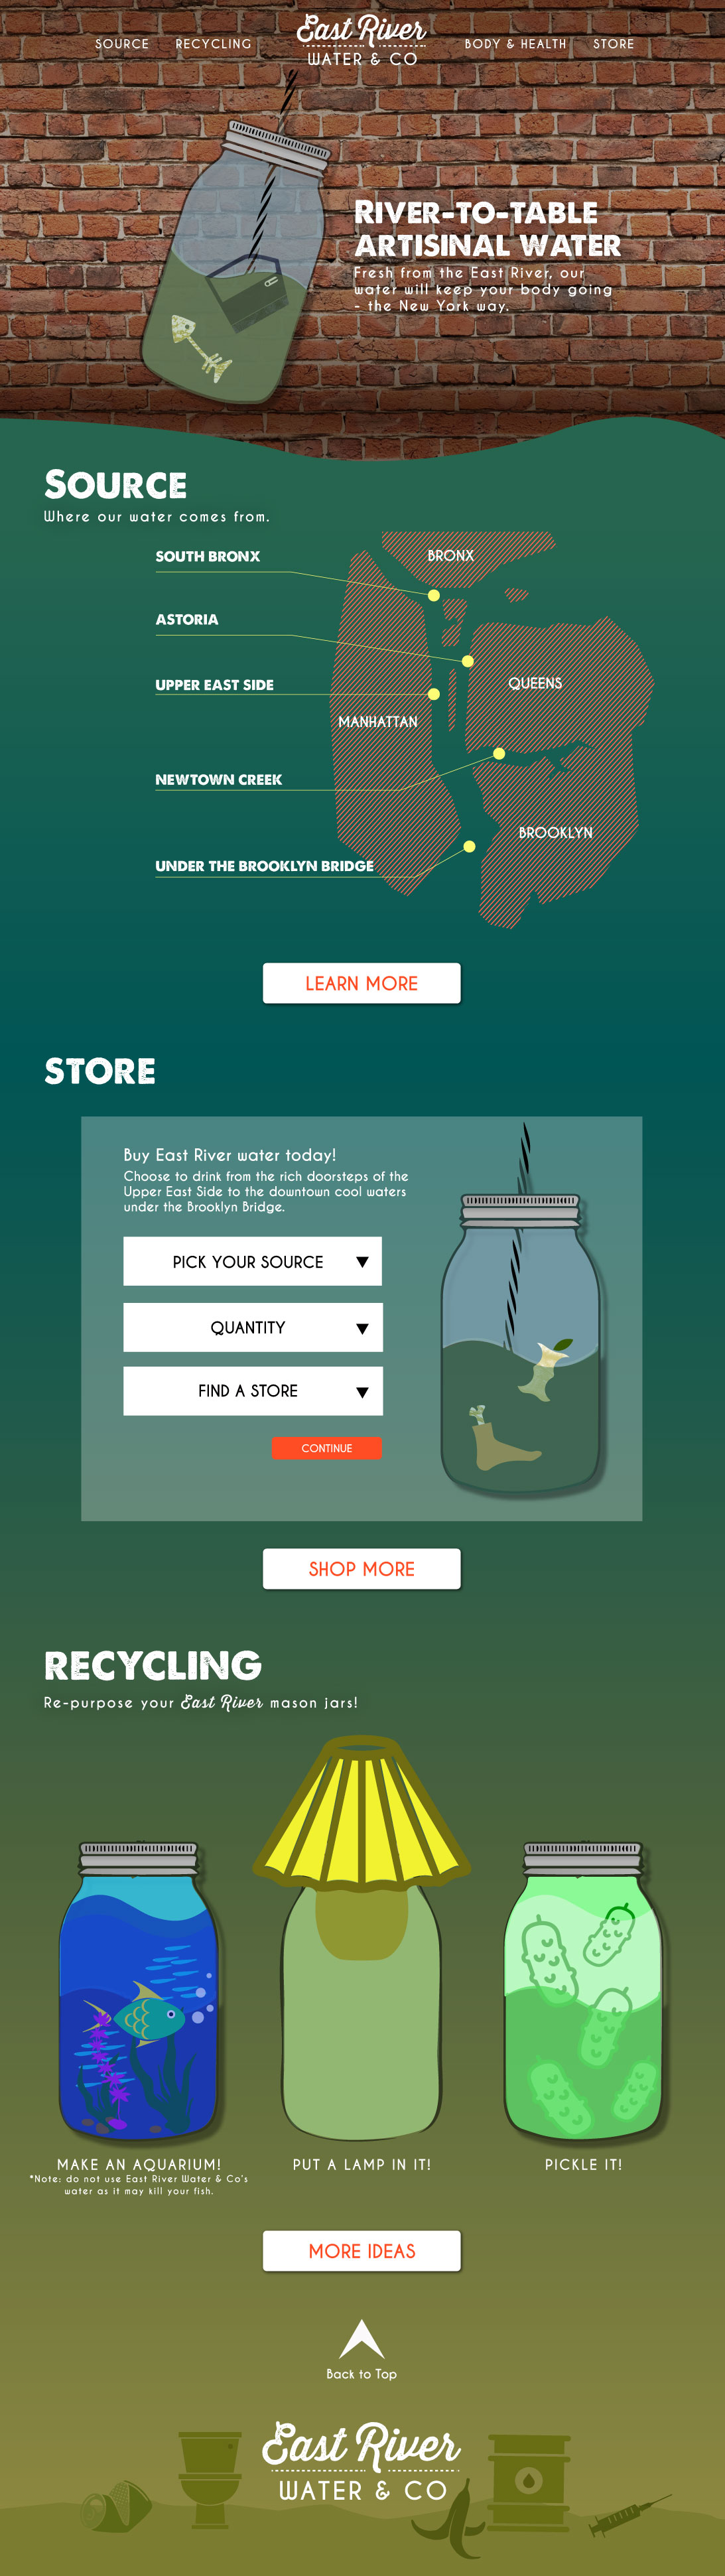 SOURCE
RECYCLING
East River
WATER & CO
BODY & HEALTH
STORE
RIVER-TO-TABLE
ARTISINAL WATER
Fresh from the East River, our
water will keep your body going
- the New York way.
SOURCE
Where our water comes from.
SOUTH BRONX
BRONX
ASTORIA
UPPER EAST SIDE
QUEENS
MANHATTAN
NEWTOWN CREEK
BROOKLYN
UNDER THE BROOKLYN BRIDGE
LEARN MORE
STORE
Buy East River water today!
Choose to drink from the rich doorsteps of the
Upper East Side to the downtown cool waters
under the Brooklyn Bridge.
PICK YOUR SOURCE
QUANTITY
FIND A STORE
CONTINUE
SHOP MORE
RECYCLING
Re-purpose your East River mason jars!
MAKE AN AQUARIUM!
*Note: do not use East River Water & Co's
water as it may kill your fish.
PUT A LAMP IN IT!
PICKLE IT!
MORE IDEAS
Back to Top
East River
WATER & CO